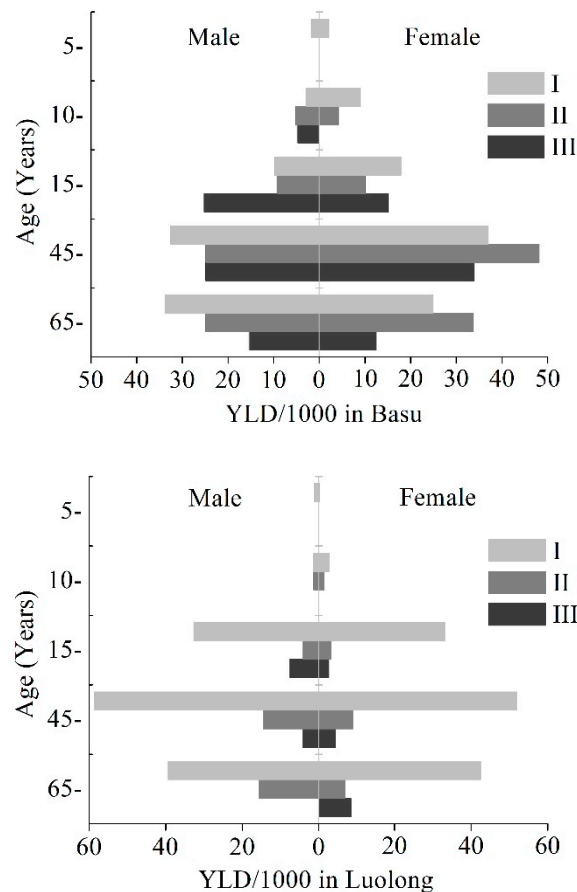 Male Female
5-
10-
15-
45-
65-
Age (Years)
I
II
III
50 40 30 20 10 0 10 20 30 40 50
YLD/1000 in Basu
Male Female
5-
10-
15-
45-
65-
Age (Years)
I
II
III
60 40 20 0 20 40 60
YLD/1000 in Luolong